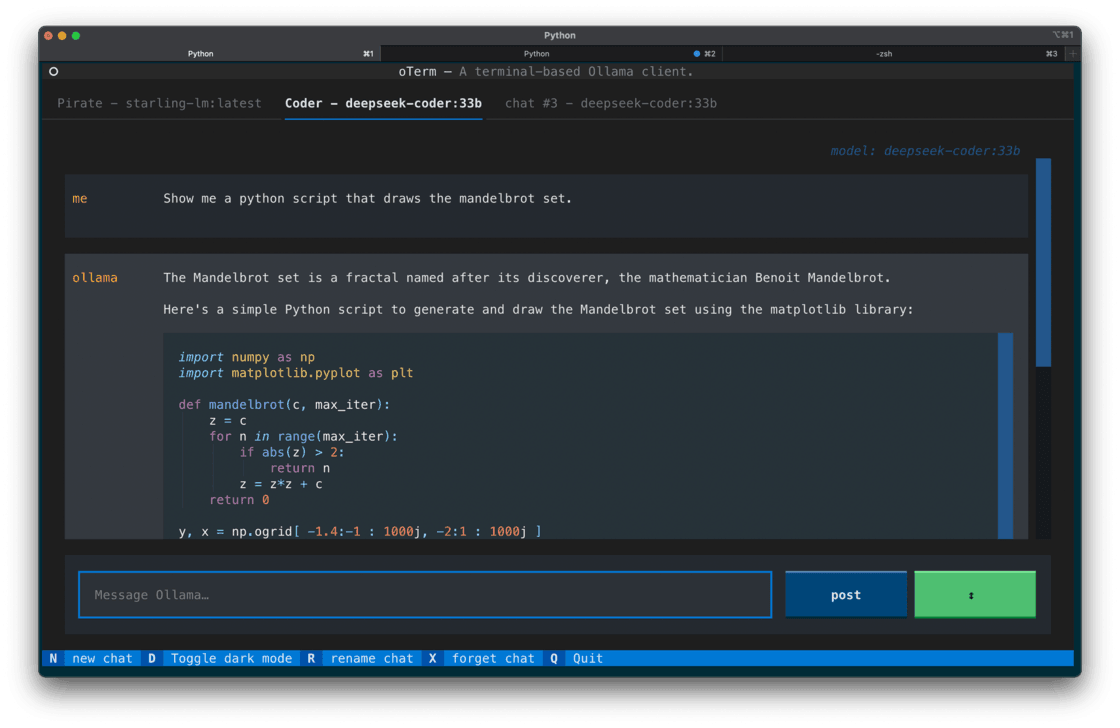 Python
⌥⌘1
Python ⌘1
Python ⌘2
-zsh ⌘3
+
oTerm — A terminal-based Ollama client.
Pirate - starling-lm:latest Coder - deepseek-coder:33b chat #3 - deepseek-coder:33b
model: deepseek-coder:33b
me Show me a python script that draws the mandelbrot set.
ollama The Mandelbrot set is a fractal named after its discoverer, the mathematician Benoit Mandelbrot.
Here's a simple Python script to generate and draw the Mandelbrot set using the matplotlib library:
import numpy as np
import matplotlib.pyplot as plt
def mandelbrot(c, max_iter):
    z = c
    for n in range(max_iter):
        if abs(z) > 2:
            return n
        z = z*z + c
    return 0
y, x = np.ogrid[ -1.4:-1 : 1000j, -2:1 : 1000j ]
Message Ollama…
post
↕
N new chat D Toggle dark mode R rename chat X forget chat Q Quit